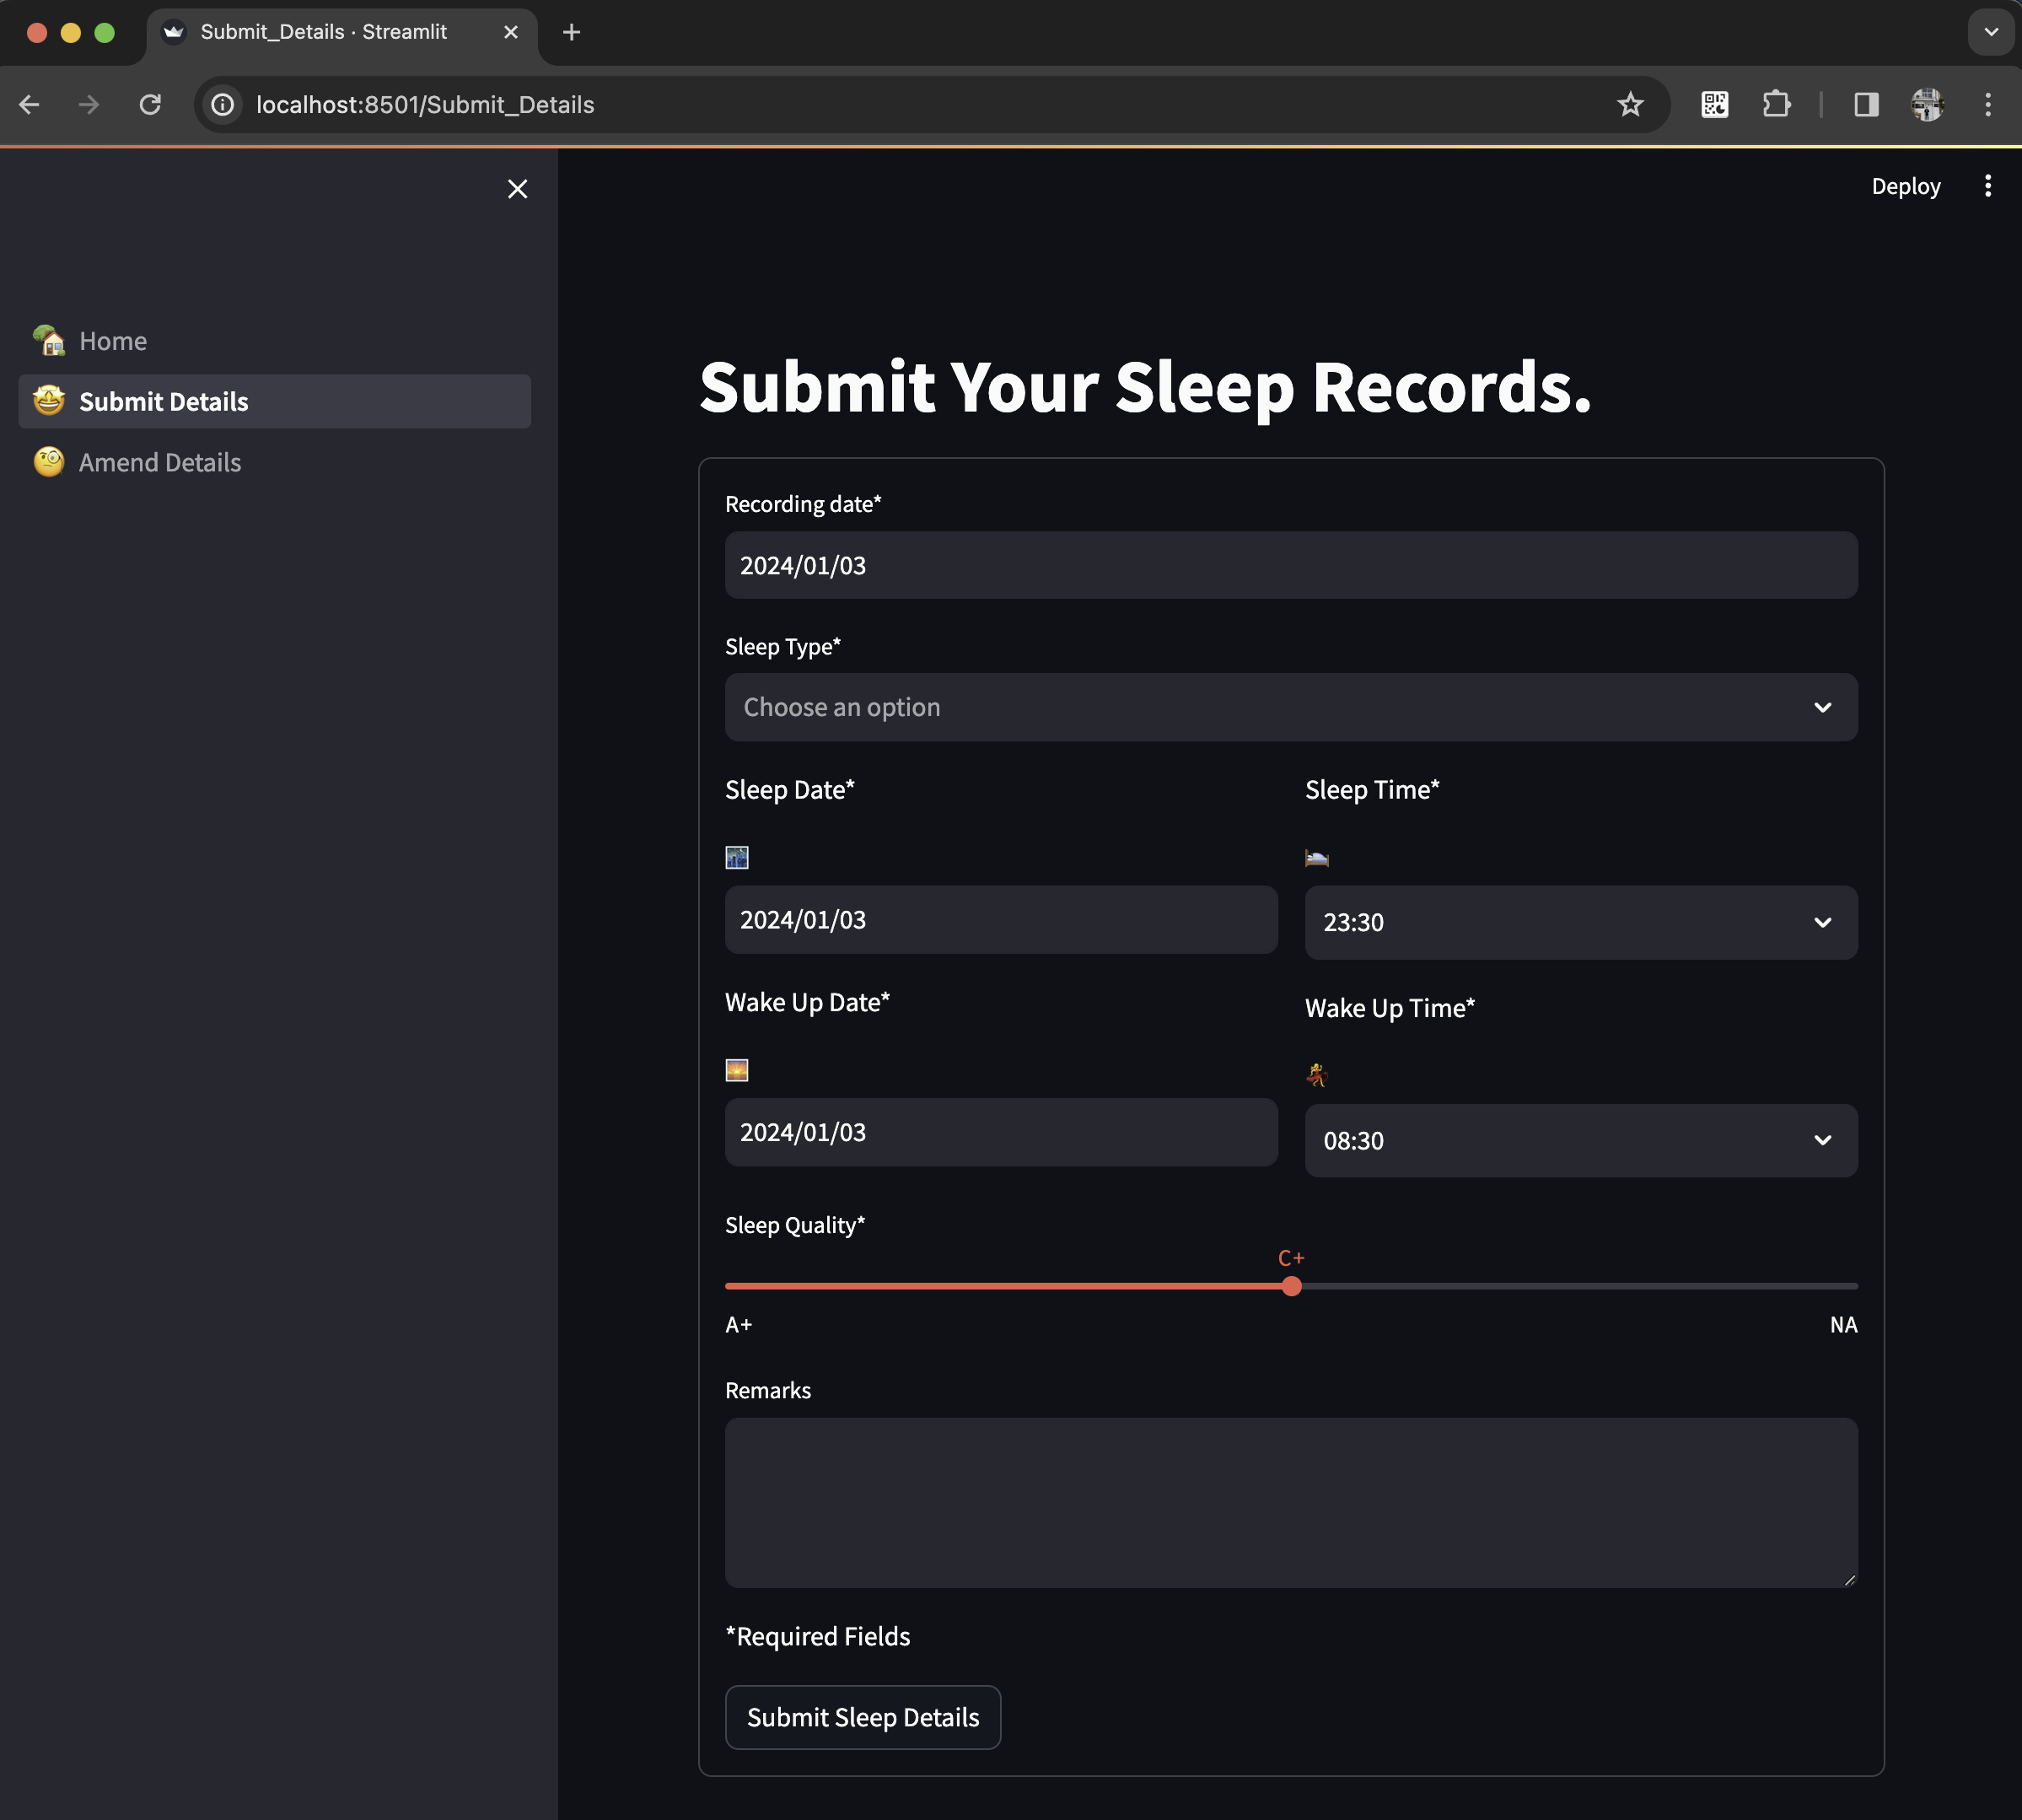 Submit_Details · Streamlit
localhost:8501/Submit_Details
Deploy
Home
Submit Details
Amend Details
Submit Your Sleep Records.
Recording date*
2024/01/03
Sleep Type*
Choose an option
Sleep Date*
Sleep Time*
2024/01/03
23:30
Wake Up Date*
Wake Up Time*
2024/01/03
08:30
Sleep Quality*
C+
A+
NA
Remarks
*Required Fields
Submit Sleep Details